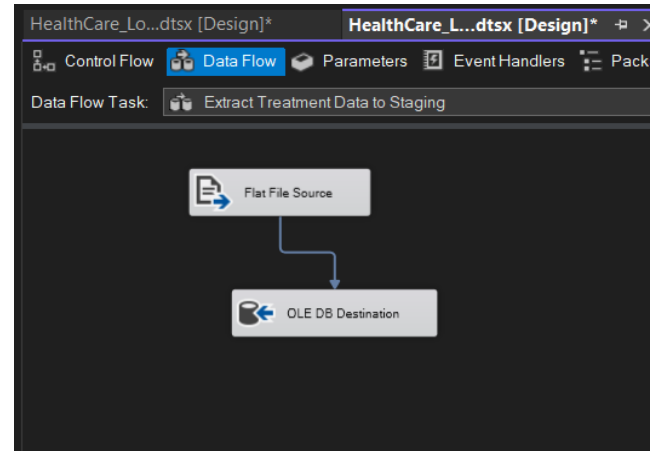 HealthCare_Lo...dtsx [Design]* HealthCare_L...dtsx [Design]*
Control Flow Data Flow Parameters Event Handlers Pack
Data Flow Task: Extract Treatment Data to Staging
Flat File Source
OLE DB Destination